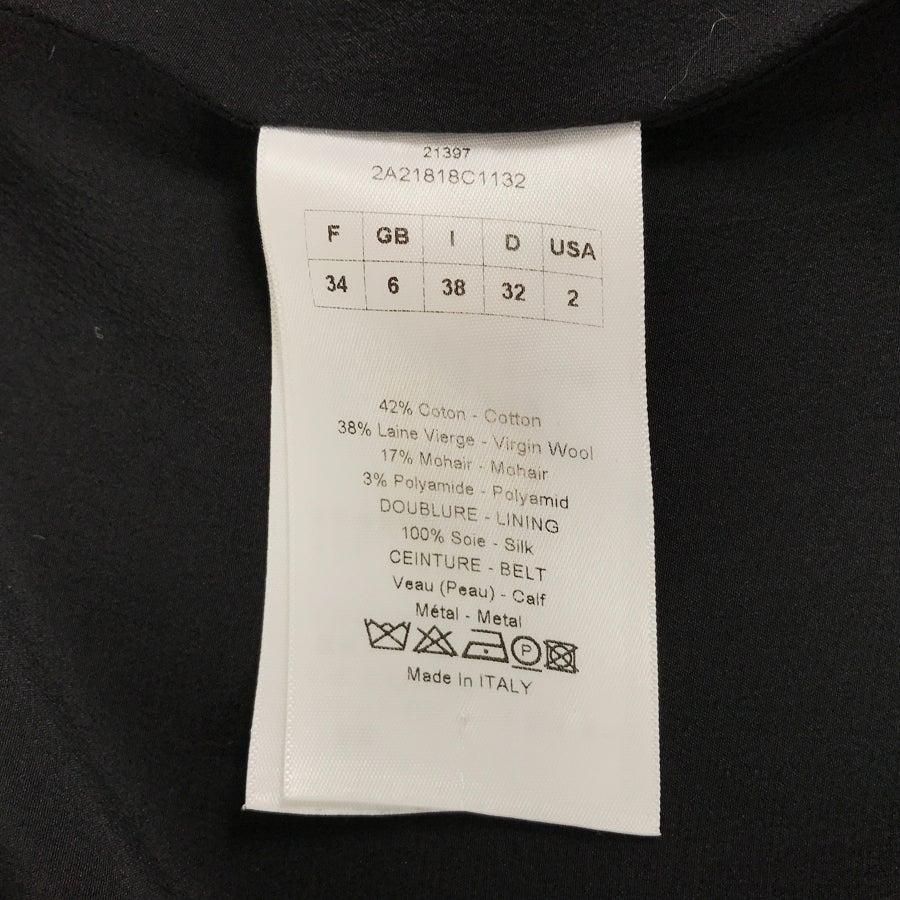 21397
2A21818C1132
F GB I D USA
34 6 38 32 2
42% Coton - Cotton
38% Laine Vierge - Virgin Wool
17% Mohair - Mohair
3% Polyamide - Polyamid
DOUBLURE - LINING
100% Soie - Silk
CEINTURE - BELT
Veau (Peau) - Calf
Métal - Metal
P
Made In ITALY